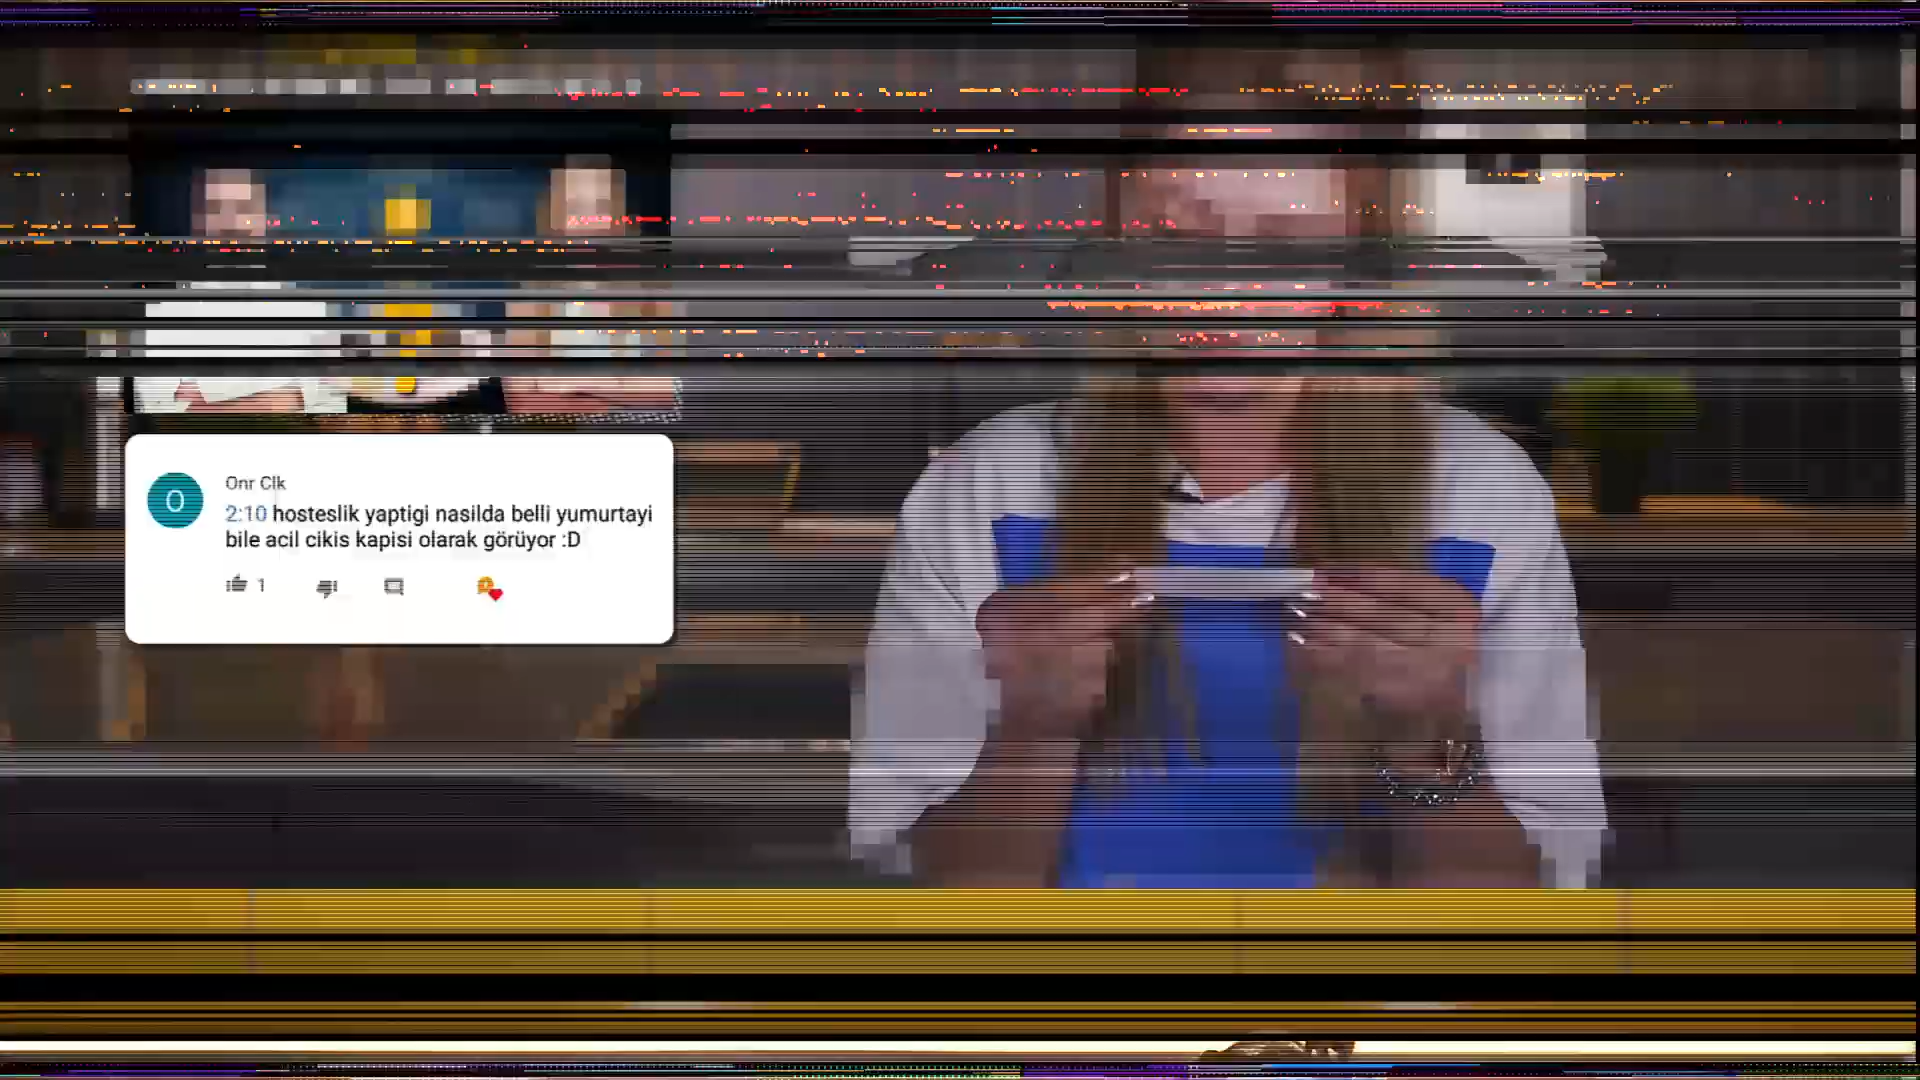 Onr Clk
2:10 hosteslik yaptigi nasilda belli yumurtayi
bile acil cikis kapisi olarak görüyor :D
1